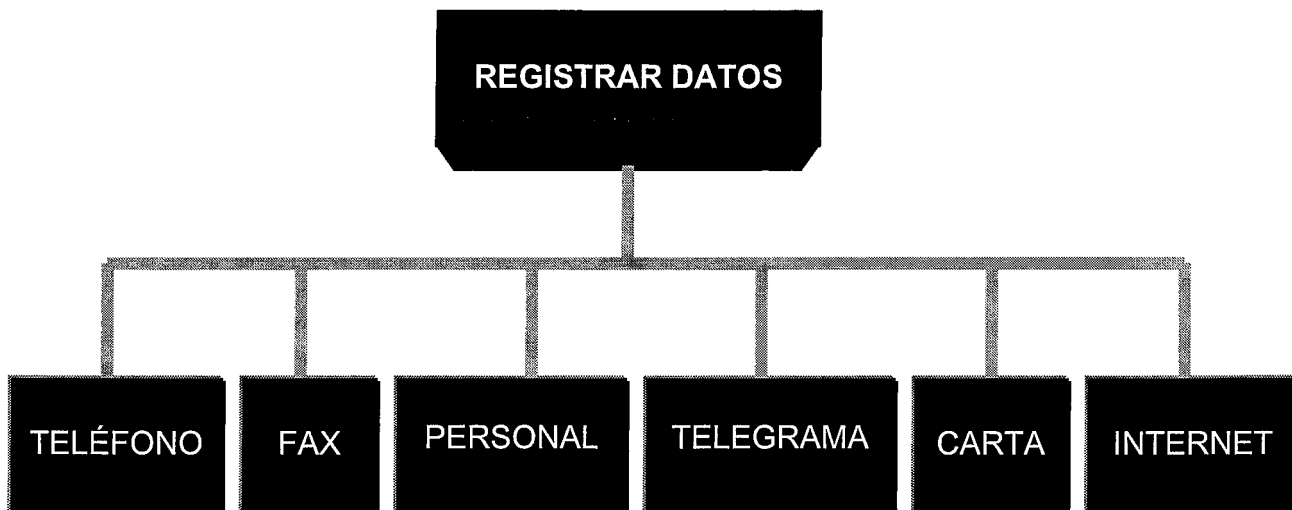 REGISTRAR DATOS
TELÉFONO
FAX
PERSONAL
TELEGRAMA
CARTA
INTERNET